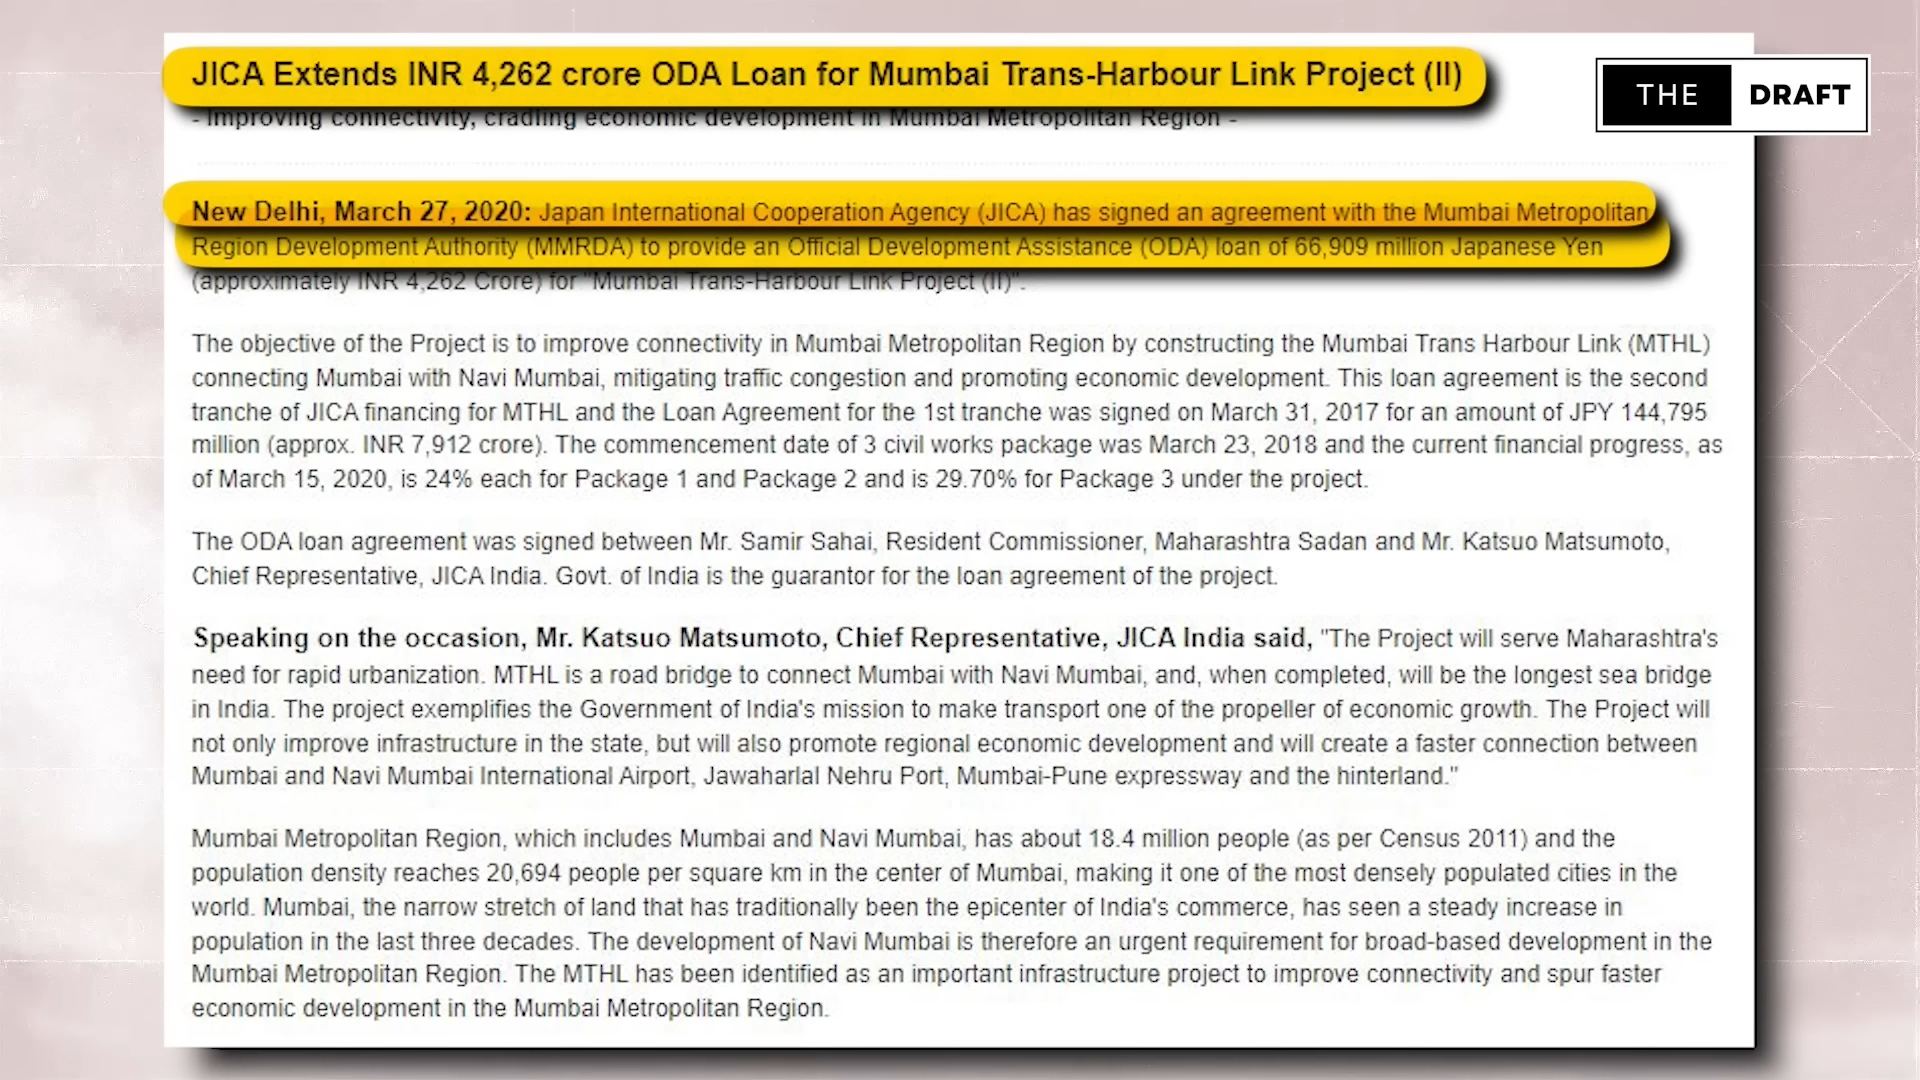 JICA Extends INR 4,262 crore ODA Loan for Mumbai Trans-Harbour Link Project (II)
THE DRAFT
- Improving connectivity, cradling economic development in Mumbai Metropolitan Region -
New Delhi, March 27, 2020: Japan International Cooperation Agency (JICA) has signed an agreement with the Mumbai Metropolitan
Region Development Authority (MMRDA) to provide an Official Development Assistance (ODA) loan of 66,909 million Japanese Yen
(approximately INR 4,262 Crore) for "Mumbai Trans-Harbour Link Project (II)".
The objective of the Project is to improve connectivity in Mumbai Metropolitan Region by constructing the Mumbai Trans Harbour Link (MTHL)
connecting Mumbai with Navi Mumbai, mitigating traffic congestion and promoting economic development. This loan agreement is the second
tranche of JICA financing for MTHL and the Loan Agreement for the 1st tranche was signed on March 31, 2017 for an amount of JPY 144,795
million (approx. INR 7,912 crore). The commencement date of 3 civil works package was March 23, 2018 and the current financial progress, as
of March 15, 2020, is 24% each for Package 1 and Package 2 and is 29.70% for Package 3 under the project.
The ODA loan agreement was signed between Mr. Samir Sahai, Resident Commissioner, Maharashtra Sadan and Mr. Katsuo Matsumoto,
Chief Representative, JICA India. Govt. of India is the guarantor for the loan agreement of the project.
Speaking on the occasion, Mr. Katsuo Matsumoto, Chief Representative, JICA India said, "The Project will serve Maharashtra's
need for rapid urbanization. MTHL is a road bridge to connect Mumbai with Navi Mumbai, and, when completed, will be the longest sea bridge
in India. The project exemplifies the Government of India's mission to make transport one of the propeller of economic growth. The Project will
not only improve infrastructure in the state, but will also promote regional economic development and will create a faster connection between
Mumbai and Navi Mumbai International Airport, Jawaharlal Nehru Port, Mumbai-Pune expressway and the hinterland."
Mumbai Metropolitan Region, which includes Mumbai and Navi Mumbai, has about 18.4 million people (as per Census 2011) and the
population density reaches 20,694 people per square km in the center of Mumbai, making it one of the most densely populated cities in the
world. Mumbai, the narrow stretch of land that has traditionally been the epicenter of India's commerce, has seen a steady increase in
population in the last three decades. The development of Navi Mumbai is therefore an urgent requirement for broad-based development in the
Mumbai Metropolitan Region. The MTHL has been identified as an important infrastructure project to improve connectivity and spur faster
economic development in the Mumbai Metropolitan Region.